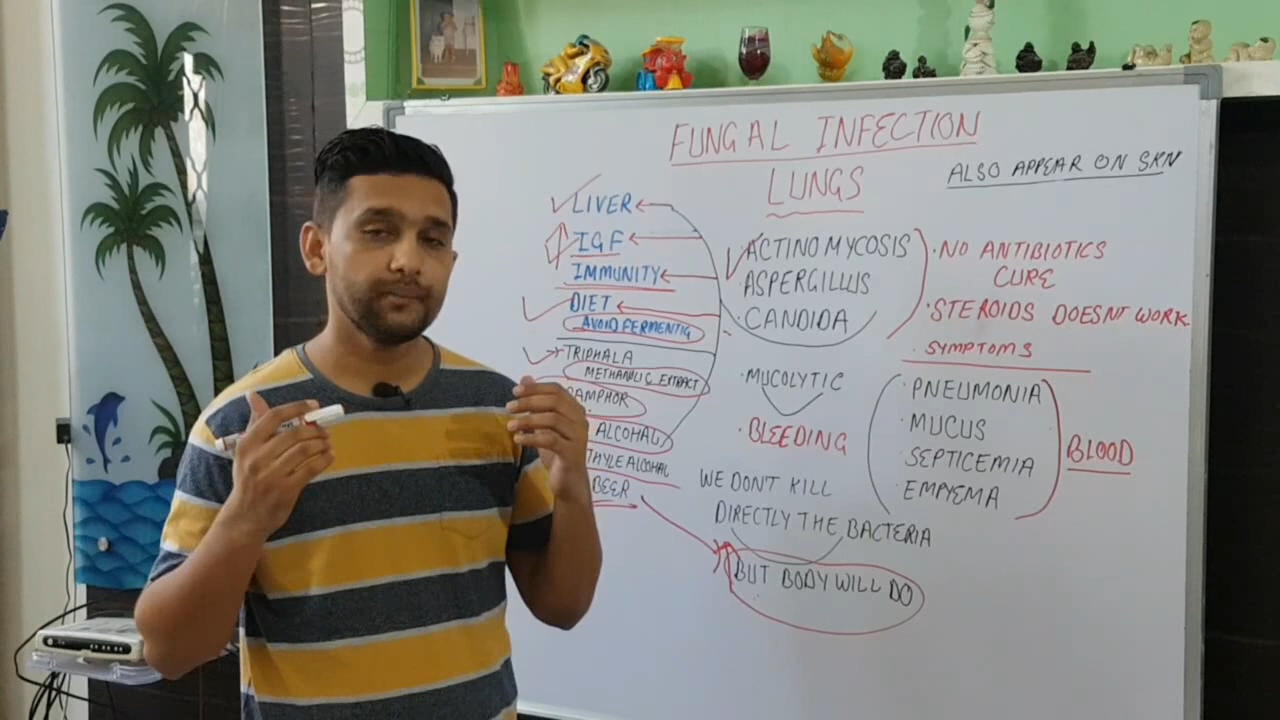 FUNGAL INFECTION
LUNGS
ALSO APPEAR ON SKN
LIVER
IGF
IMMUNITY
DIET
AVOID FERMENTIG
TRIPHALA
METHANOLIC EXTRACT
CAMPHOR
ALCOHAL
THYLE ALCOHAL
BEER
ACTINO MYCOSIS
ASPERGILLUS
CANDIDA
· MUCOLYTIC
· BLEEDING
WE DON'T KILL
DIRECTLY THE BACTERIA
BUT BODY WILL DO
· NO ANTIBIOTICS
CURE
· STEROIDS DOESNT WORK
· SYMPTOMS
· PNEUMONIA
· MUCUS
· SEPTICEMIA
· EMPYEMA
BLOOD